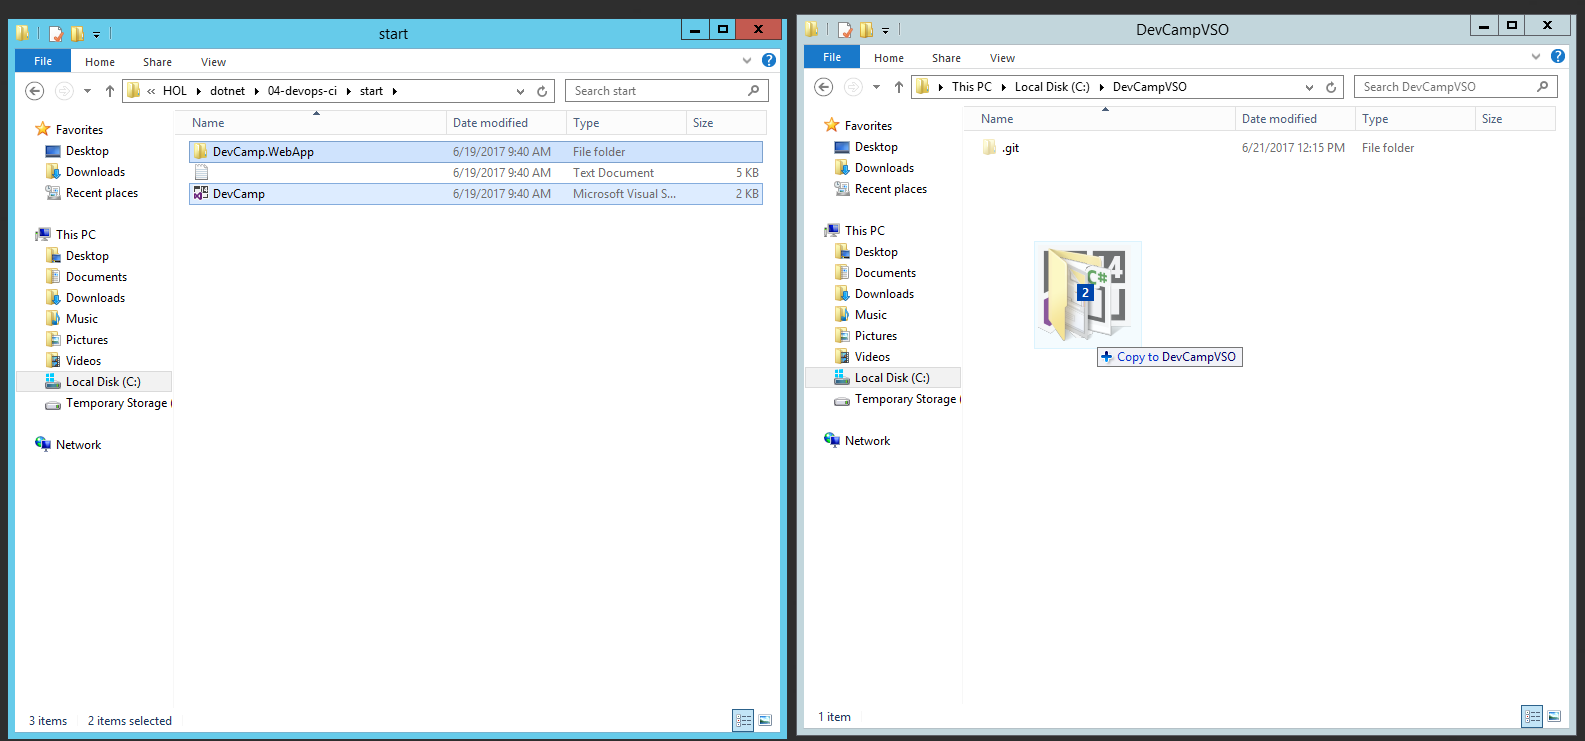 start
File Home Share View
« HOL dotnet 04-devops-ci start
Search start
Name Date modified Type Size
Favorites
Desktop
Downloads
Recent places
This PC
Desktop
Documents
Downloads
Music
Pictures
Videos
Local Disk (C:)
Temporary Storage (
Network
DevCamp.WebApp 6/19/2017 9:40 AM File folder
6/19/2017 9:40 AM Text Document 5 KB
DevCamp 6/19/2017 9:40 AM Microsoft Visual S... 2 KB
3 items 2 items selected
DevCampVSO
File Home Share View
This PC Local Disk (C:) DevCampVSO
Search DevCampVSO
Name Date modified Type Size
Favorites
Desktop
Downloads
Recent places
This PC
Desktop
Documents
Downloads
Music
Pictures
Videos
Local Disk (C:)
Temporary Storage (
Network
.git 6/21/2017 12:15 PM File folder
C#
2
Copy to DevCampVSO
1 item